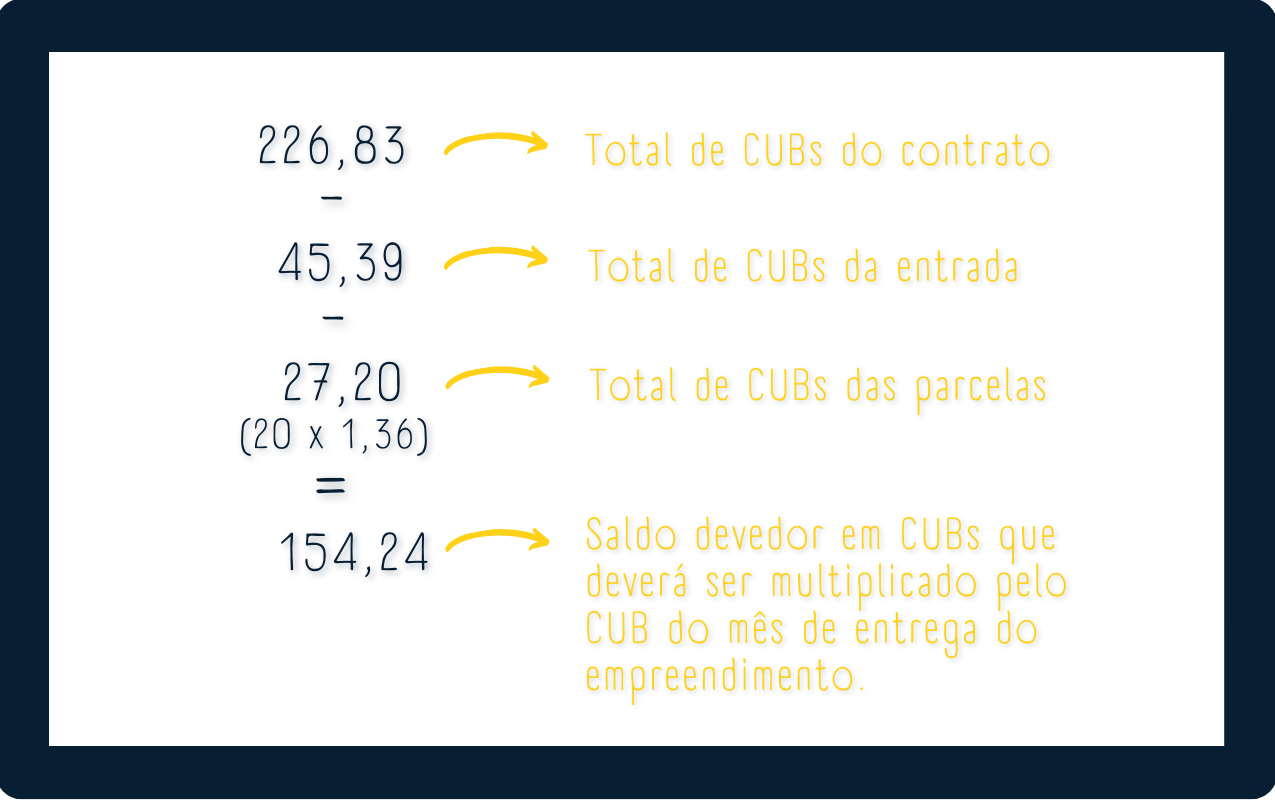 226,83 Total de CUBs do contrato
-
45,39 Total de CUBs da entrada
-
27,20 Total de CUBs das parcelas
(20 x 1,36)
=
154,24 Saldo devedor em CUBs que
deverá ser multiplicado pelo
CUB do mês de entrega do
empreendimento.